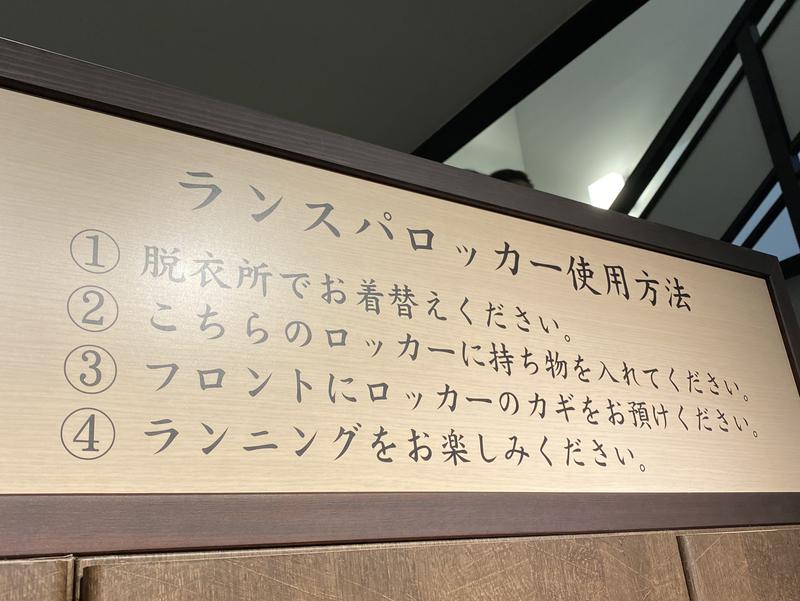 ランスパロッカー使用方法
① 脱衣所でお着替えください。
② こちらのロッカーに持ち物を入れてください。
③ フロントにロッカーのカギをお預けください。
④ ランニングをお楽しみください。